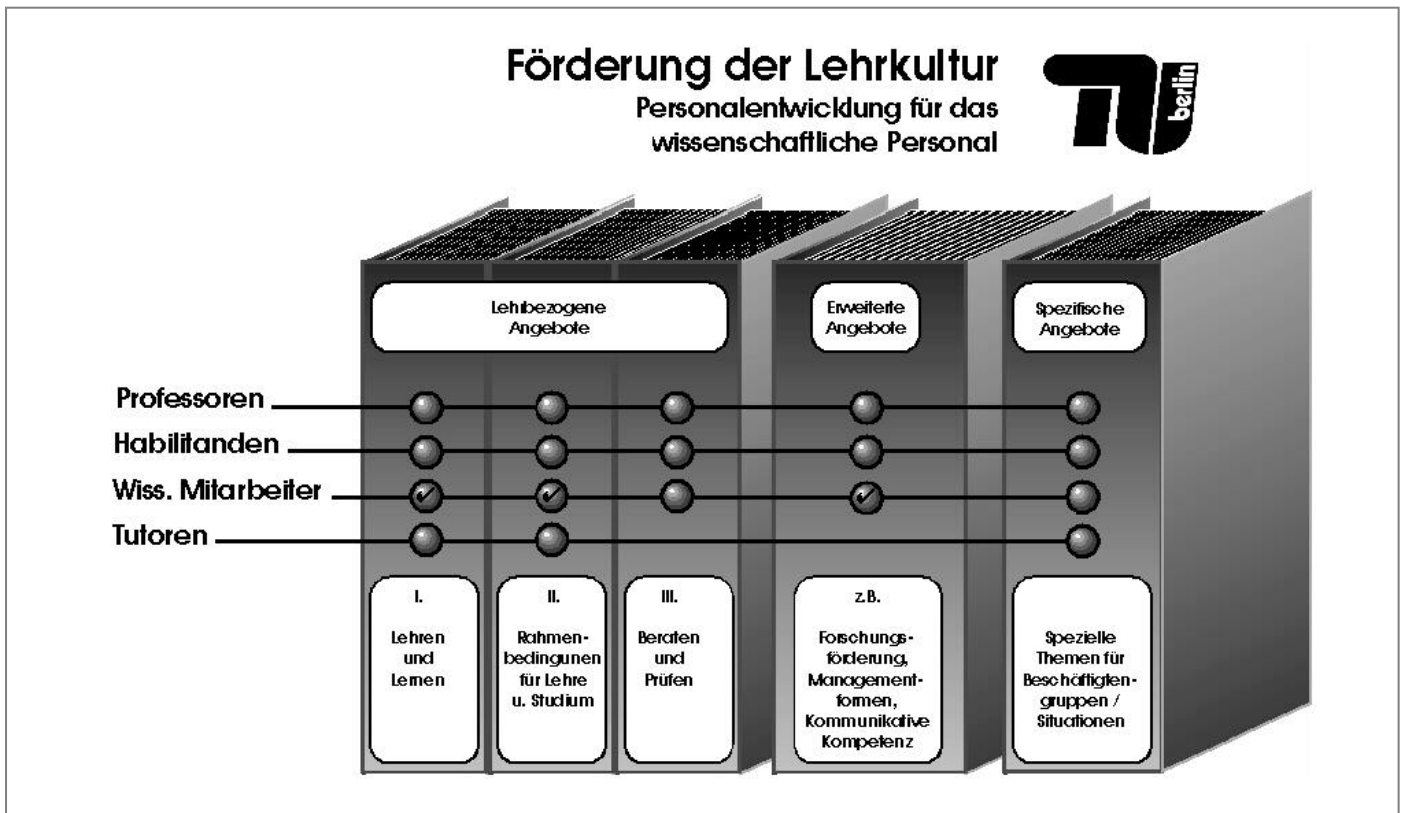 Förderung der Lehrkultur
Personalentwicklung für das
wissenschaftliche Personal
TU
berlin
Lehrbezogene
Angebote
Erweiterte
Angebote
Spezifische
Angebote
Professoren
Habilitanden
Wiss. Mitarbeiter
Tutoren
I.
Lehren
und
Lernen
II.
Rahmen-
bedingunen
für Lehre
u. Studium
III.
Beraten
und
Prüfen
z.B.
Forschungs-
förderung,
Management-
formen,
Kommunikative
Kompetenz
Spezielle
Themen für
Beschäftigten-
gruppen /
Situationen